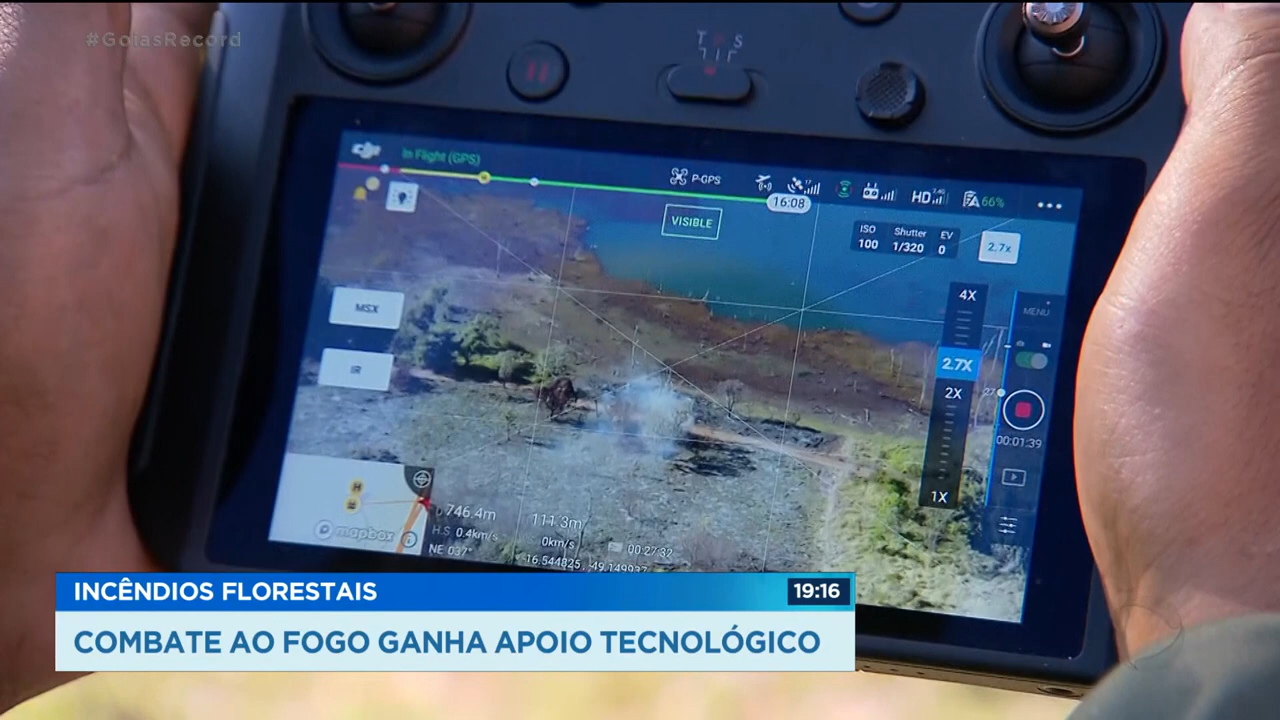 #GoiasRecord
T S
dji
In Flight (GPS)
P-GPS
HD
66%
16:08
VISIBLE
ISO
100
Shutter
1/320
EV
0
2.7x
MSX
IR
4X
2.7X
2X
1X
MENU
27
00:01:39
H
mapbox
746.4m
H.S 0.4km/s
NE 037°
111.3m
0km/s
00:27:32
INCÊNDIOS FLORESTAIS
19:16
COMBATE AO FOGO GANHA APOIO TECNOLÓGICO